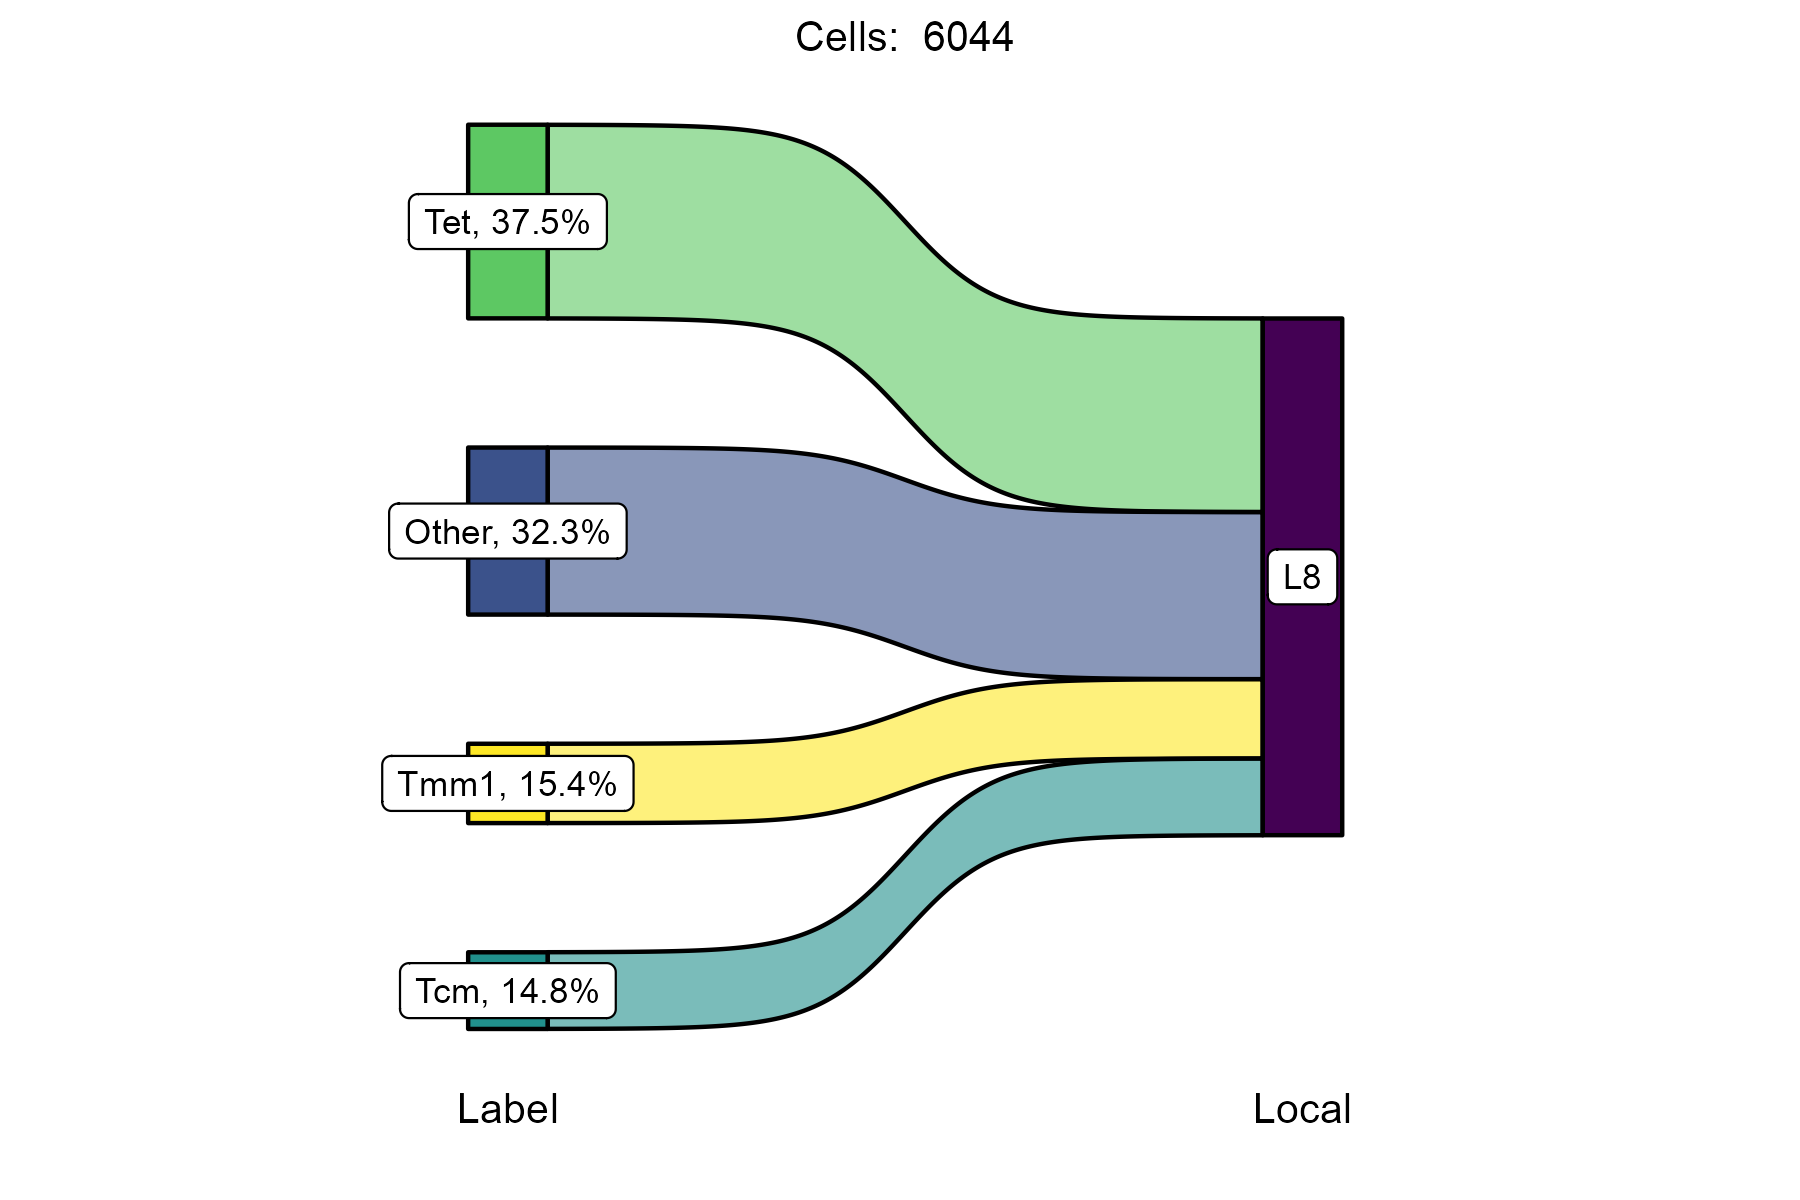 Cells:  6044
Tet, 37.5%
Other, 32.3%
L8
Tmm1, 15.4%
Tcm, 14.8%
Label
Local